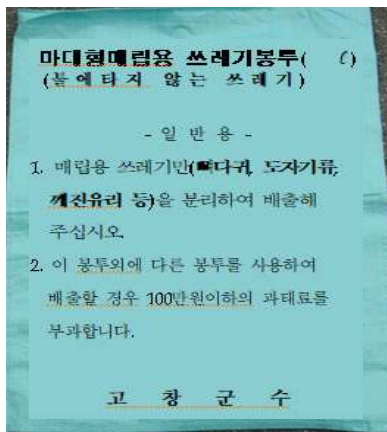 마대형매립용 쓰레기봉투( ℓ)
(불에타지 않는 쓰레기)
- 일 반 용 -
1. 매립용 쓰레기만(뼈다귀, 도자기류,
깨진유리 등)을 분리하여 배출해
주십시오.
2. 이 봉투외에 다른 봉투를 사용하여
배출할 경우 100만원이하의 과태료를
부과합니다.
고 창 군 수